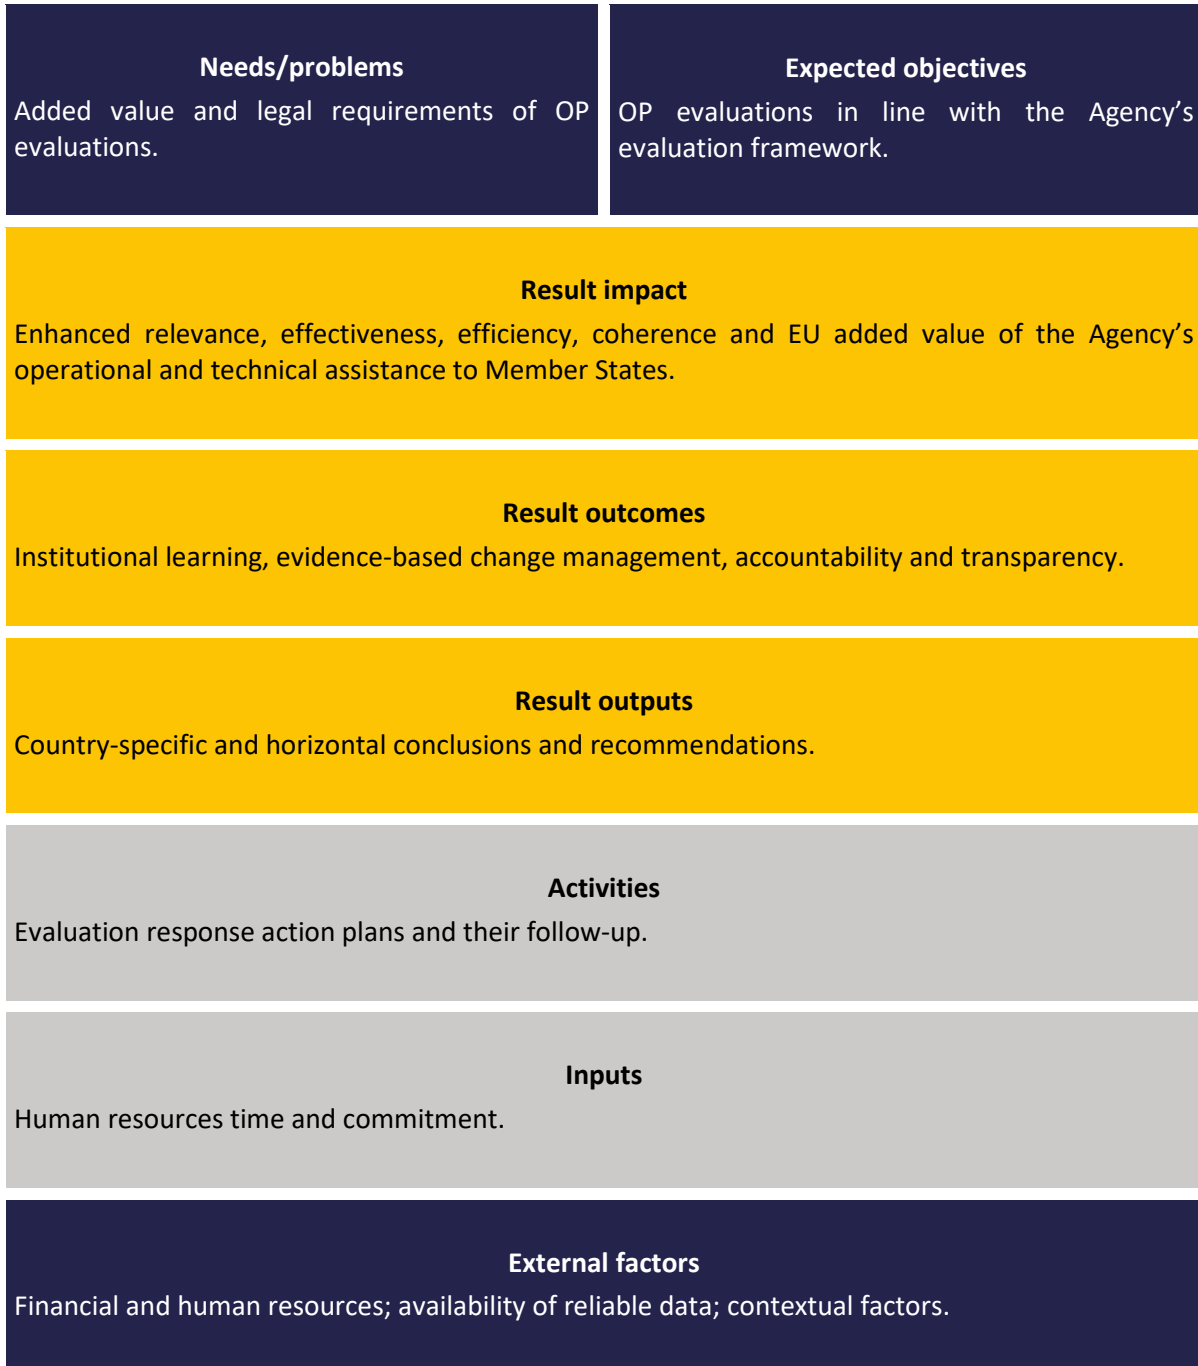 Needs/problems
Added value and legal requirements of OP
evaluations.
Expected objectives
OP evaluations in line with the Agency’s
evaluation framework.
Result impact
Enhanced relevance, effectiveness, efficiency, coherence and EU added value of the Agency’s
operational and technical assistance to Member States.
Result outcomes
Institutional learning, evidence-based change management, accountability and transparency.
Result outputs
Country-specific and horizontal conclusions and recommendations.
Activities
Evaluation response action plans and their follow-up.
Inputs
Human resources time and commitment.
External factors
Financial and human resources; availability of reliable data; contextual factors.